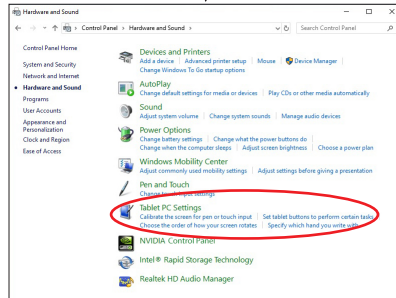 Hardware and Sound
Control Panel > Hardware and Sound >
Search Control Panel
Control Panel Home
System and Security
Network and Internet
Hardware and Sound
Programs
User Accounts
Appearance and
Personalization
Clock and Region
Ease of Access
Devices and Printers
Add a device | Advanced printer setup | Mouse | Device Manager
Change Windows To Go startup options
AutoPlay
Change default settings for media or devices | Play CDs or other media automatically
Sound
Adjust system volume | Change system sounds | Manage audio devices
Power Options
Change battery settings | Change what the power buttons do
Change when the computer sleeps | Adjust screen brightness | Choose a power plan
Windows Mobility Center
Adjust commonly used mobility settings | Adjust settings before giving a presentation
Pen and Touch
Change touch input settings
Tablet PC Settings
Calibrate the screen for pen or touch input | Set tablet buttons to perform certain tasks
Choose the order of how your screen rotates | Specify which hand you write with
NVIDIA Control Panel
Intel® Rapid Storage Technology
Realtek HD Audio Manager